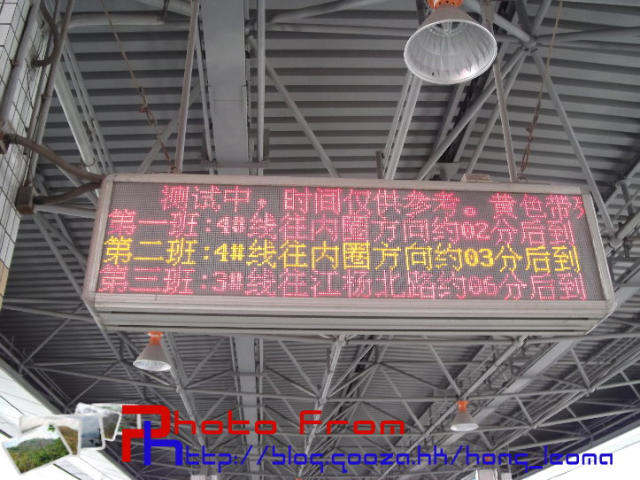 测试中，时间仅供参考。黄色带
第一班:4#线往内圈方向约02分后到
第二班:4#线往内圈方向约03分后到
第三班:3#线往江杨北路约06分后到
Photo From
Http://blog.qooza.hk/hong_leoma